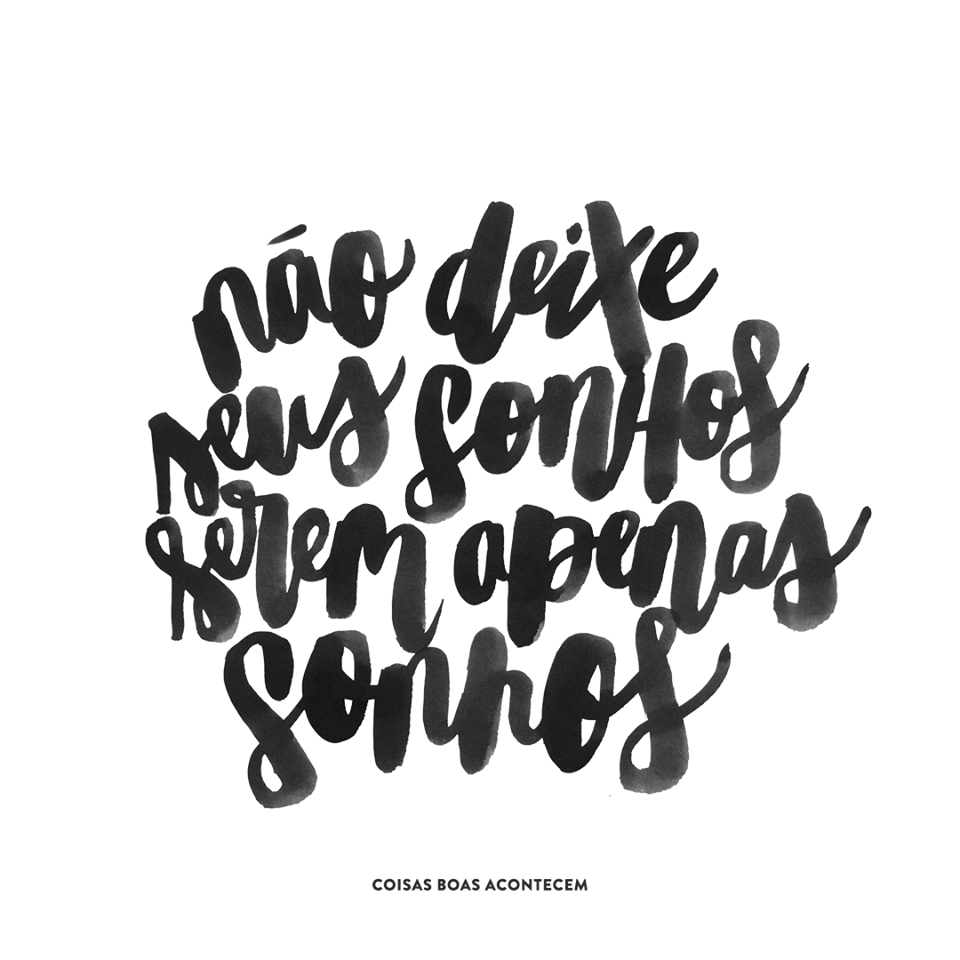 não deixe
seus sonhos
serem apenas
sonhos
COISAS BOAS ACONTECEM